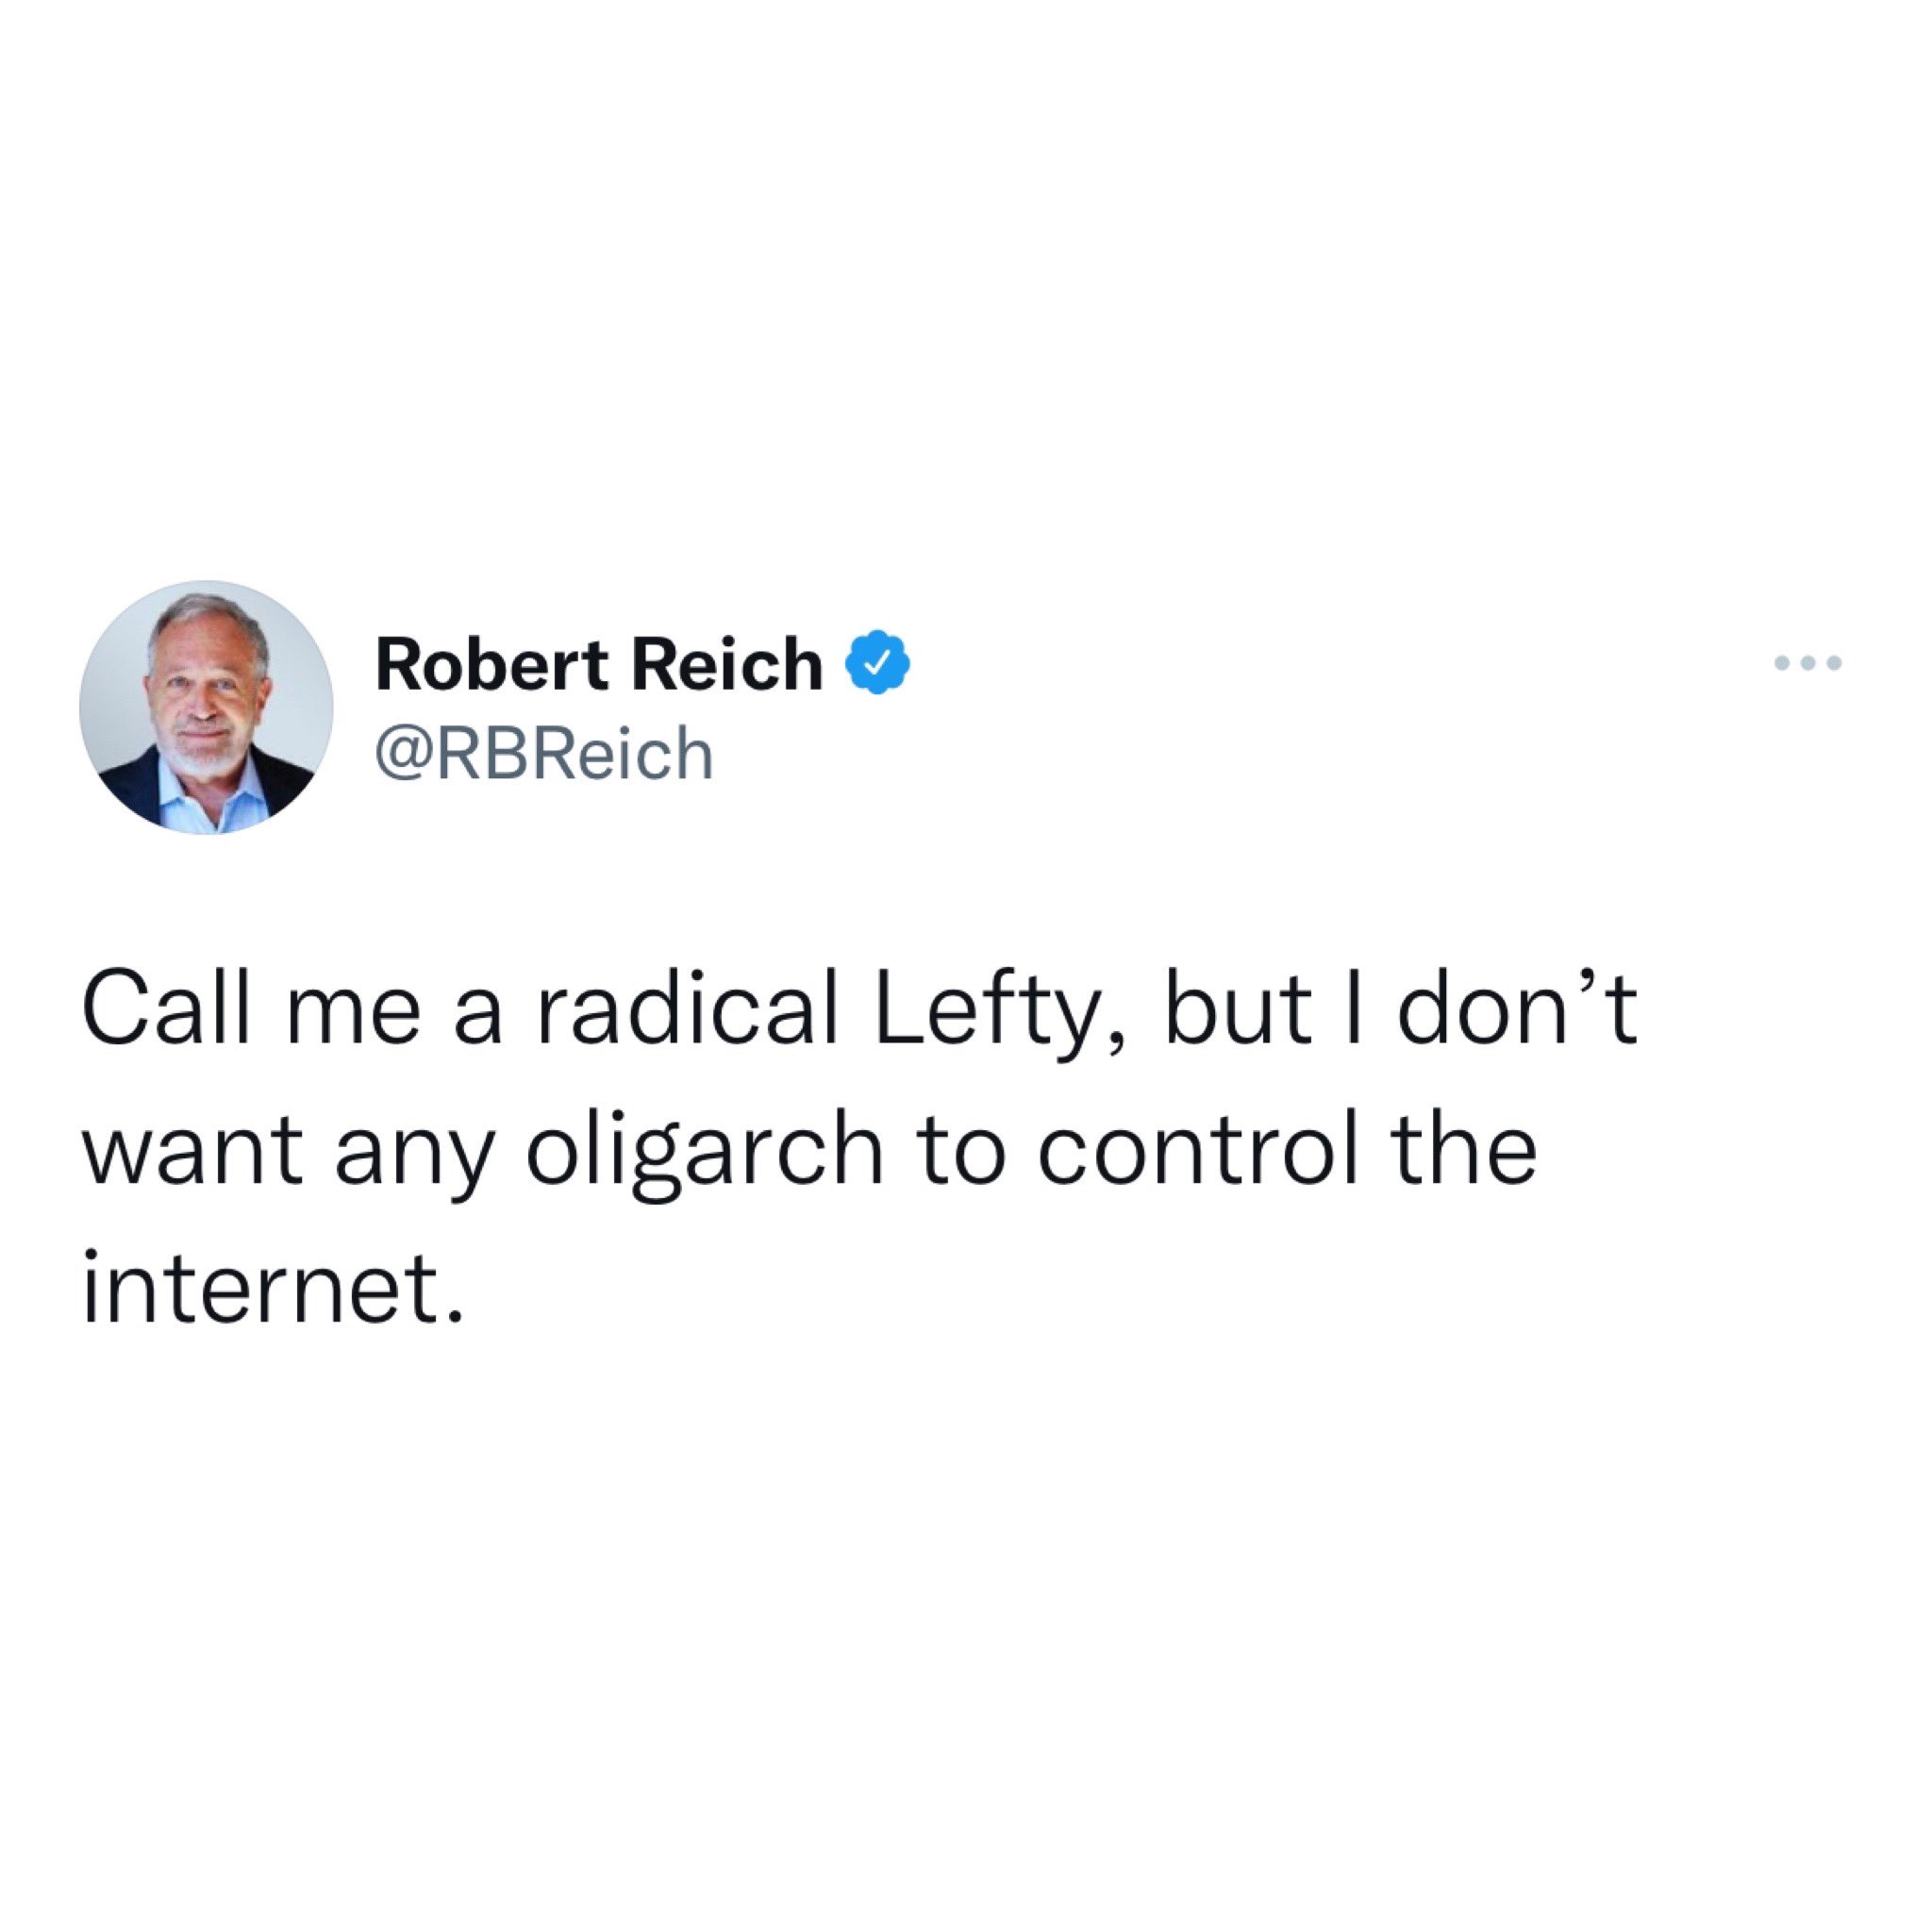 Robert Reich
@RBReich
Call me a radical Lefty, but I don’t
want any oligarch to control the
internet.